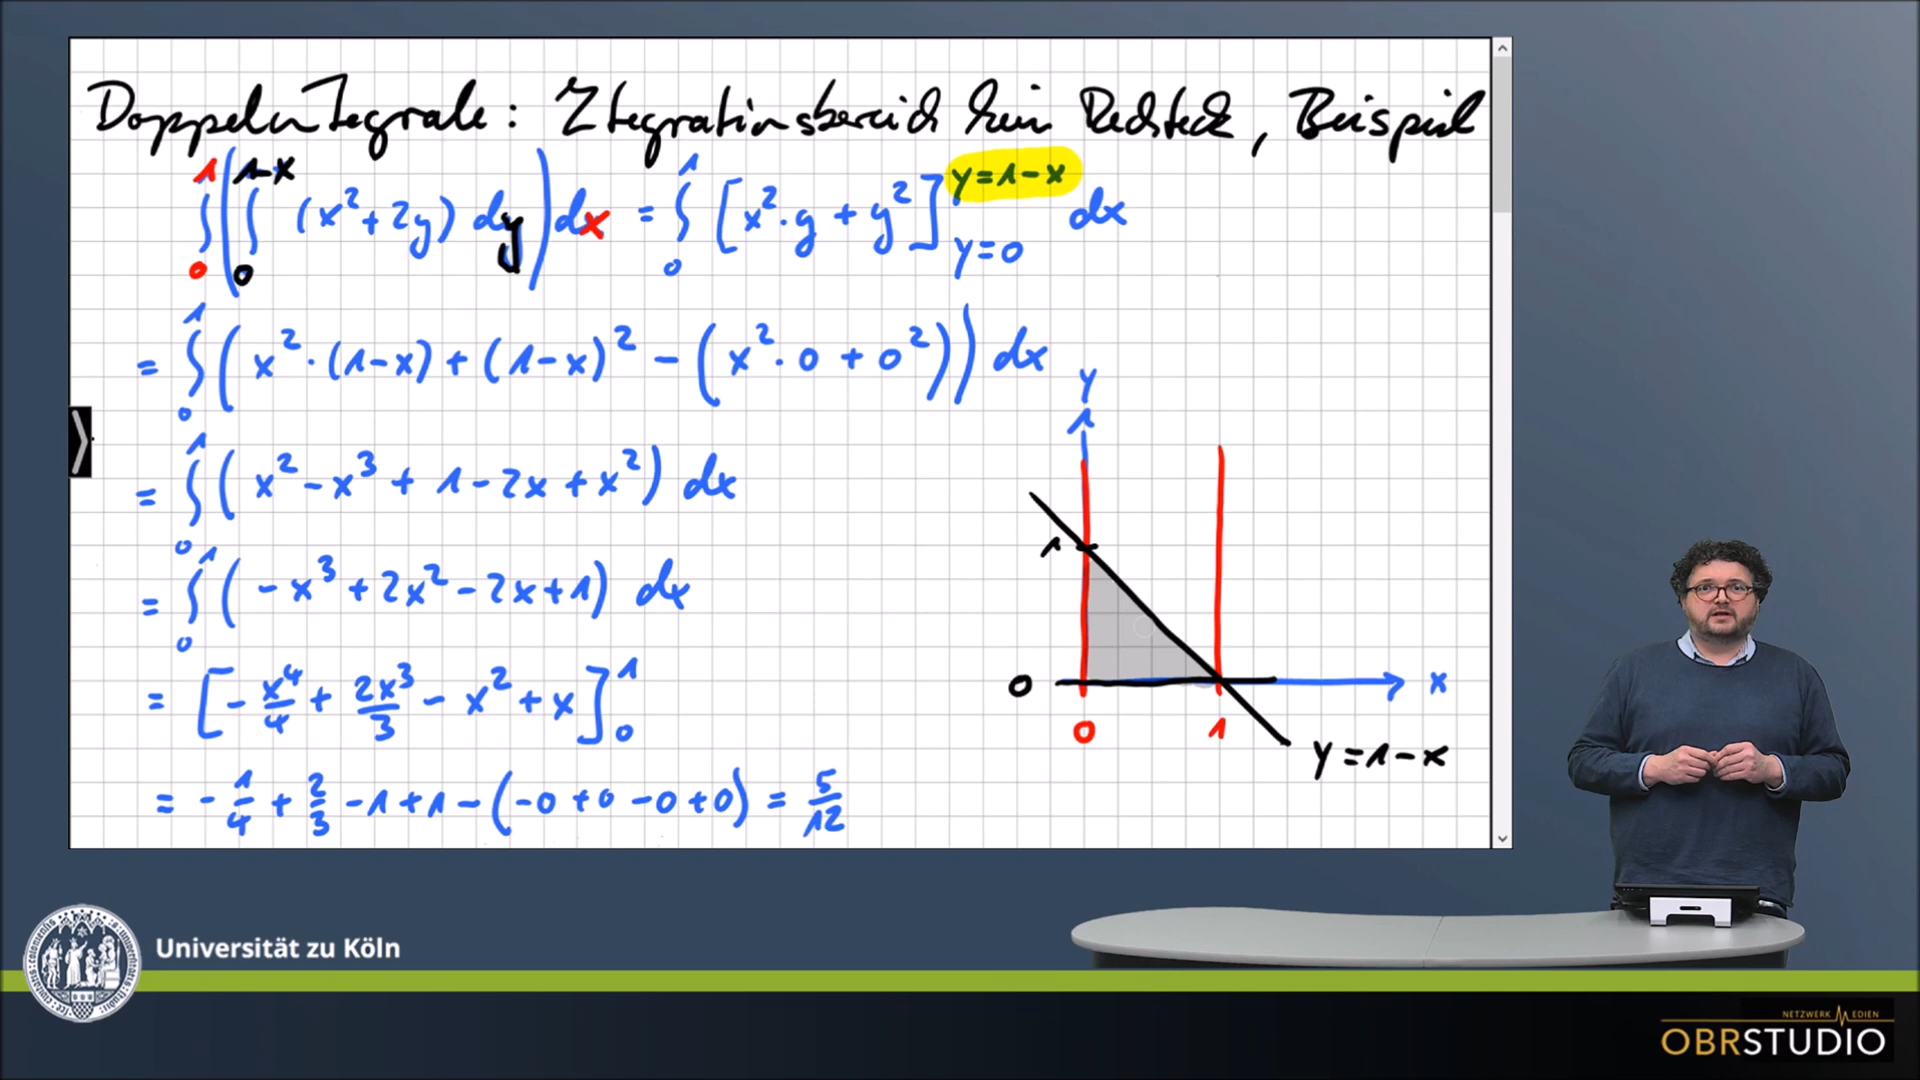 Doppelintegrale: Integrationsbereich kein Rechteck, Beispiel
∫₀¹ ( ∫₀¹⁻ˣ (x²+2y) dy ) dx = ∫₀¹ [x²·y + y²] y=1-x y=0 dx
= ∫₀¹ ( x²·(1-x) + (1-x)² - (x²·0 + 0²)) dx
= ∫₀¹ ( x² - x³ + 1 - 2x + x² ) dx
= ∫₀¹ ( -x³ + 2x² - 2x + 1 ) dx
= [ -x⁴/4 + 2x³/3 - x² + x ]₀¹
= -1/4 + 2/3 - 1 + 1 - (-0 + 0 - 0 + 0) = 5/12
y
1
0
x
0
1
y = 1-x
Universität zu Köln
NETZWERK MEDIEN
OBRSTUDIO